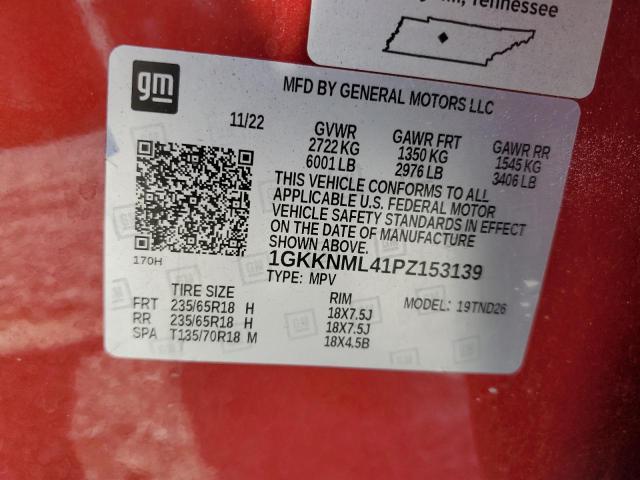 Tennessee
gm
MFD BY GENERAL MOTORS LLC
11/22
GVWR GAWR FRT GAWR RR
2722 KG 1350 KG 1545 KG
6001 LB 2976 LB 3406 LB
THIS VEHICLE CONFORMS TO ALL
APPLICABLE U.S. FEDERAL MOTOR
VEHICLE SAFETY STANDARDS IN EFFECT
ON THE DATE OF MANUFACTURE
SHOWN ABOVE.
170H
1GKKNML41PZ153139
TYPE: MPV
TIRE SIZE RIM MODEL: 19TND26
FRT 235/65R18 H 18X7.5J
RR 235/65R18 H 18X7.5J
SPA T135/70R18 M 18X4.5B